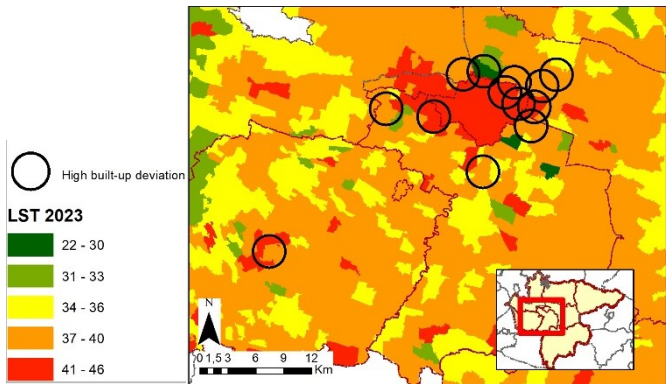 High built-up deviation
LST 2023
22 - 30
31 - 33
34 - 36
37 - 40
41 - 46
N
0 1,5 3 6 9 12
Km